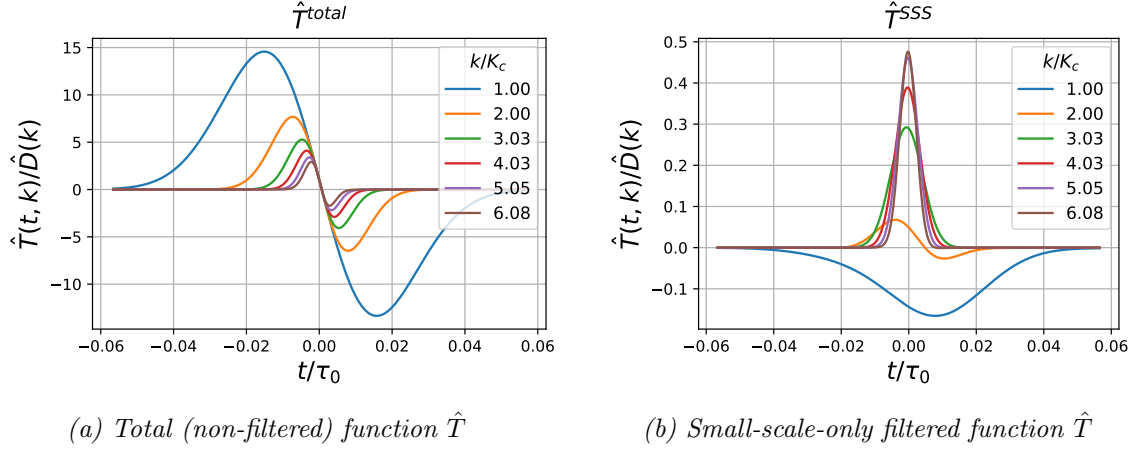 T̂^total
T̂(t, k)/D̂(k)
15
10
5
0
−5
−10
k/K_c
1.00
2.00
3.03
4.03
5.05
6.08
−0.06 −0.04 −0.02 0.00 0.02 0.04 0.06
t/τ₀
(a) Total (non-filtered) function T̂
T̂^SSS
T̂(t, k)/D̂(k)
0.5
0.4
0.3
0.2
0.1
0.0
−0.1
k/K_c
1.00
2.00
3.03
4.03
5.05
6.08
−0.06 −0.04 −0.02 0.00 0.02 0.04 0.06
t/τ₀
(b) Small-scale-only filtered function T̂